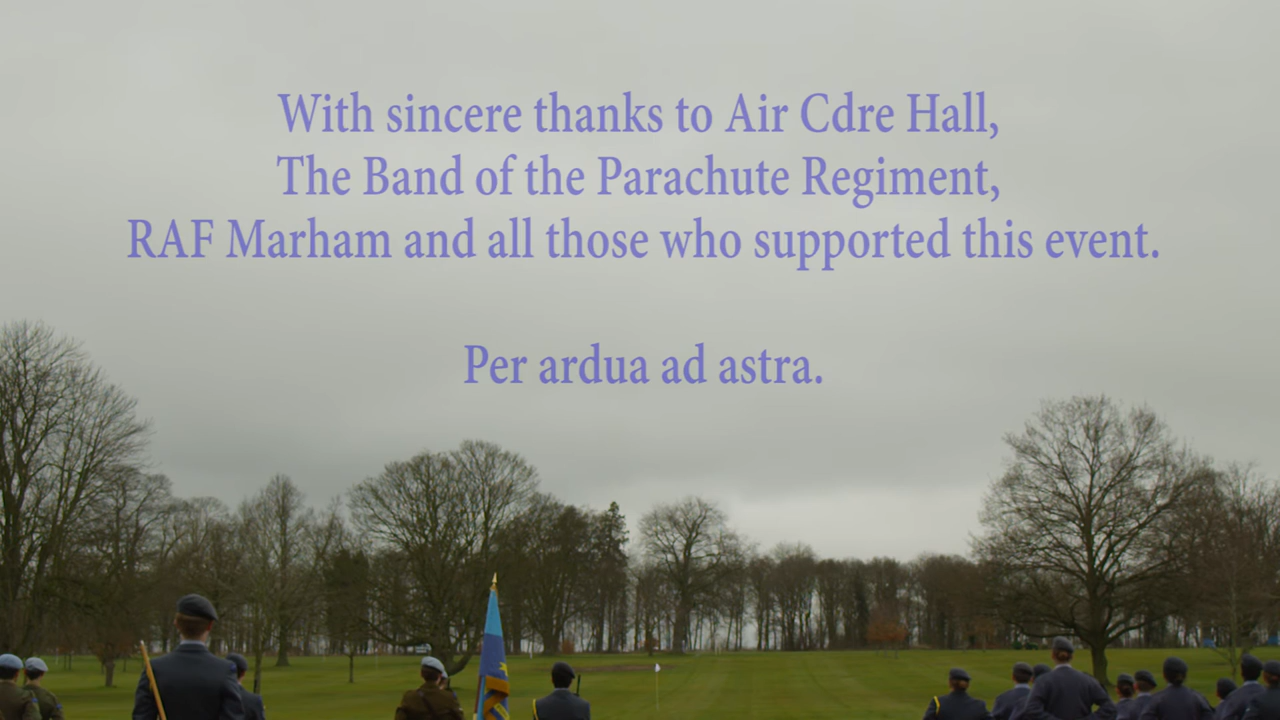 With sincere thanks to Air Cdre Hall,
The Band of the Parachute Regiment,
RAF Marham and all those who supported this event.
Per ardua ad astra.